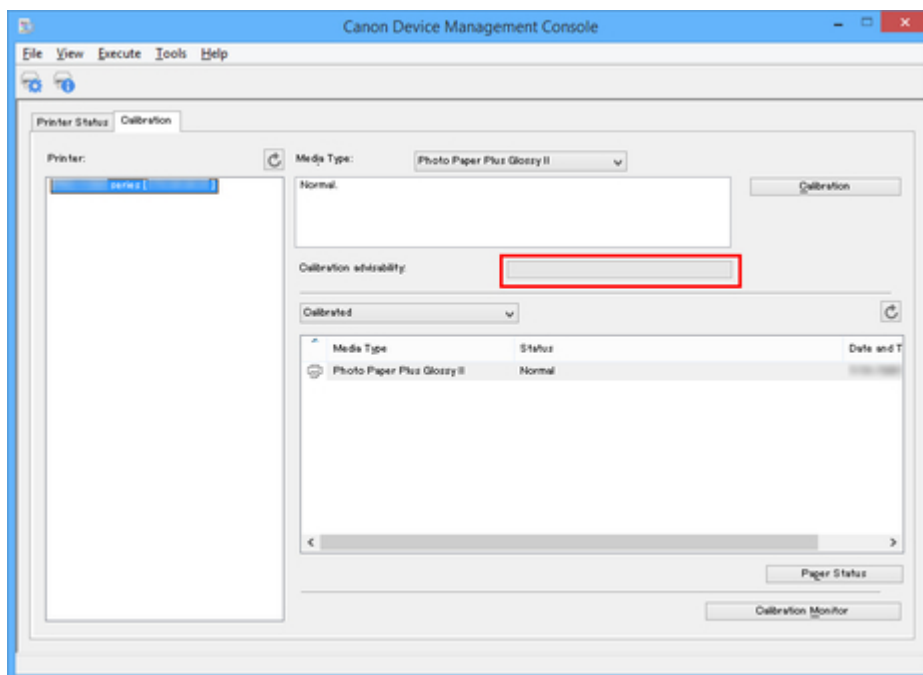 Canon Device Management Console
File View Execute Tools Help
Printer Status Calibration
Printer:
Media Type: Photo Paper Plus Glossy II
series [ ]
Normal.
Calibration
Calibration advisability:
Calibrated
Media Type Status Date and T
Photo Paper Plus Glossy II Normal
Paper Status
Calibration Monitor